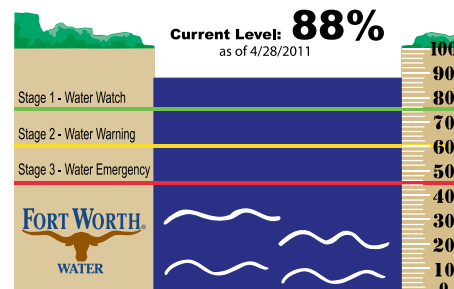 Current Level: 88%
as of 4/28/2011
Stage 1 - Water Watch
Stage 2 - Water Warning
Stage 3 - Water Emergency
FORT WORTH®
WATER
100
90
80
70
60
50
40
30
20
10
0